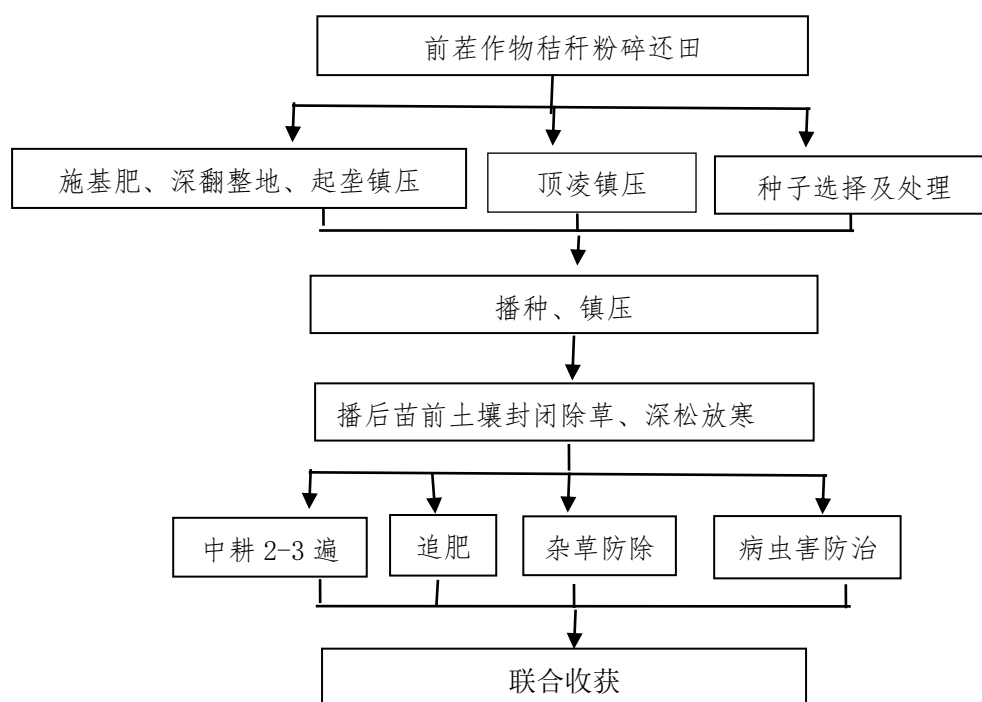 前茬作物秸秆粉碎还田
施基肥、深翻整地、起垄镇压
顶凌镇压
种子选择及处理
播种、镇压
播后苗前土壤封闭除草、深松放寒
中耕 2-3 遍
追肥
杂草防除
病虫害防治
联合收获